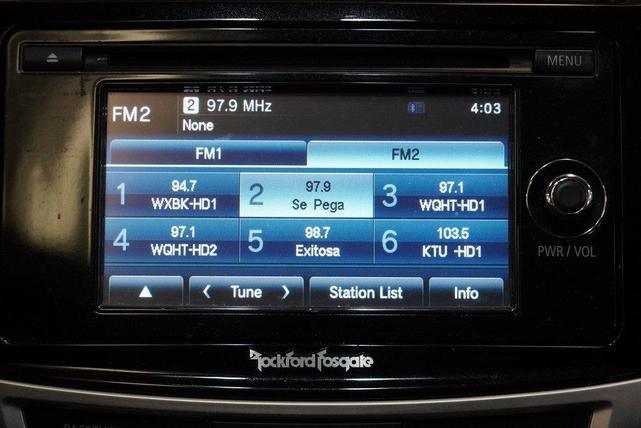 MENU
FM2
2 97.9 MHz
4:03
None
FM1
FM2
1 94.7 WXBK-HD1
2 97.9 Se Pega
3 97.1 WQHT-HD1
4 97.1 WQHT-HD2
5 98.7 Exitosa
6 103.5 KTU -HD1
PWR / VOL
▲
< Tune >
Station List
Info
Rockford Fosgate